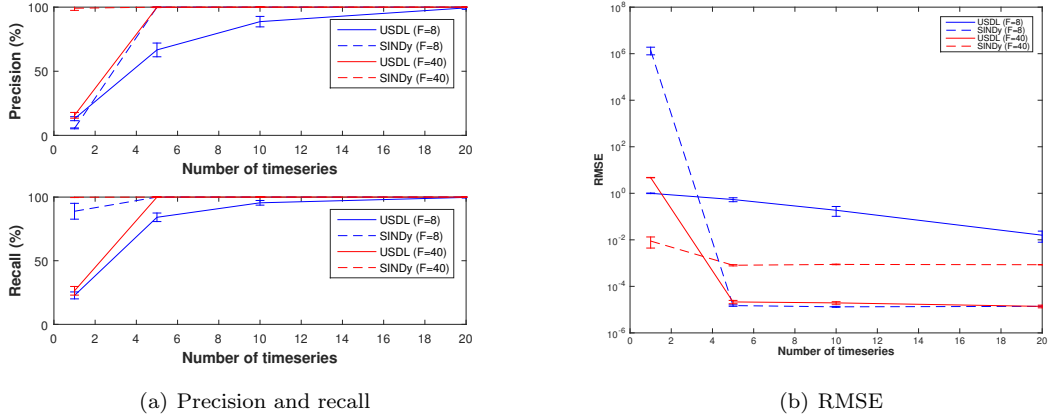 Precision (%)
100
50
0
0 2 4 6 8 10 12 14 16 18 20
Number of timeseries
USDL (F=8)
SINDy (F=8)
USDL (F=40)
SINDy (F=40)
Recall (%)
100
50
0
0 2 4 6 8 10 12 14 16 18 20
Number of timeseries
USDL (F=8)
SINDy (F=8)
USDL (F=40)
SINDy (F=40)
(a) Precision and recall
RMSE
10^8
10^6
10^4
10^2
10^0
10^-2
10^-4
10^-6
0 2 4 6 8 10 12 14 16 18 20
Number of timeseries
USDL (F=8)
SINDy (F=8)
USDL (F=40)
SINDy (F=40)
(b) RMSE